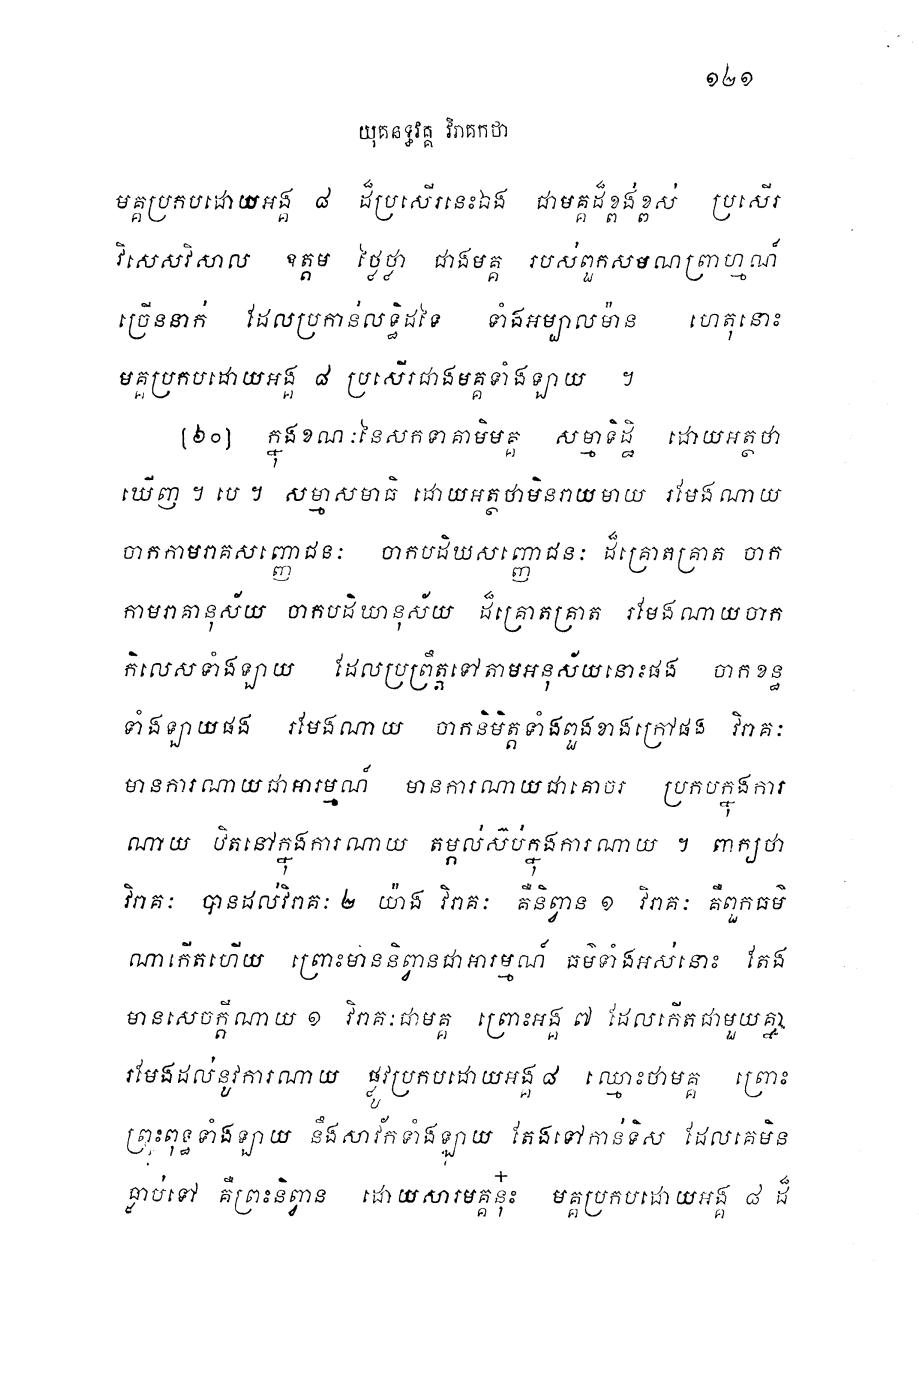 ១២១
យុគនទ្ធវគ្គ វិរាគកថា
មគ្គប្រកបដោយអង្គ ៨ ដ៏ប្រសើរនេះឯង ជាមគ្គដ៏ខ្ពង់ខ្ពស់ ប្រសើរ
វិសេសវិសាល ឧត្តម ថ្លៃថ្លា ជាងមគ្គ របស់ពួកសមណព្រាហ្មណ៍
ច្រើននាក់ ដែលប្រកាន់លទ្ធិដទៃ ទាំងអម្បាលម៉ាន ហេតុនោះ
មគ្គប្រកបដោយអង្គ ៨ ប្រសើរជាងមគ្គទាំងឡាយ ។
[៦០] ក្នុងខណៈនៃសកទាគាមិមគ្គ សម្មាទិដ្ឋិ ដោយអត្ថថា
ឃើញ ។ បេ ។ សម្មាសមាធិ ដោយអត្ថថាមិនរាយមាយ រមែងណាយ
ចាកកាមរាគសញ្ញោជនៈ ចាកបដិឃសញ្ញោជនៈ ដ៏គ្រោតគ្រាត ចាក
កាមរាគានុស័យ ចាកបដិឃានុស័យ ដ៏គ្រោតគ្រាត រមែងណាយចាក
កិលេសទាំងឡាយ ដែលប្រព្រឹត្តទៅតាមអនុស័យនោះផង ចាកខន្ធ
ទាំងឡាយផង រមែងណាយ ចាកនិមិត្តទាំងពួងខាងក្រៅផង វិរាគៈ
មានការណាយជាអារម្មណ៍ មានការណាយជាគោចរ ប្រកបក្នុងការ
ណាយ ឋិតនៅក្នុងការណាយ តម្កល់ស៊ប់ក្នុងការណាយ ។ ពាក្យថា
វិរាគៈ បានដល់វិរាគៈ ២ យ៉ាង វិរាគៈ គឺនិព្វាន ១ វិរាគៈ គឺពួកធម៌
ណាកើតហើយ ព្រោះមាននិព្វានជាអារម្មណ៍ ធម៌ទាំងអស់នោះ តែង
មានសេចក្តីណាយ ១ វិរាគៈជាមគ្គ ព្រោះអង្គ ៧ ដែលកើតជាមួយគ្នា
រមែងដល់នូវការណាយ ផ្លូវប្រកបដោយអង្គ ៨ ឈ្មោះថាមគ្គ ព្រោះ
ព្រះពុទ្ធទាំងឡាយ នឹងសាវ័កទាំងឡាយ តែងទៅកាន់ទិស ដែលគេមិន
ធ្លាប់ទៅ គឺព្រះនិព្វាន ដោយសារមគ្គនុ៎ះ មគ្គប្រកបដោយអង្គ ៨ ដ៏